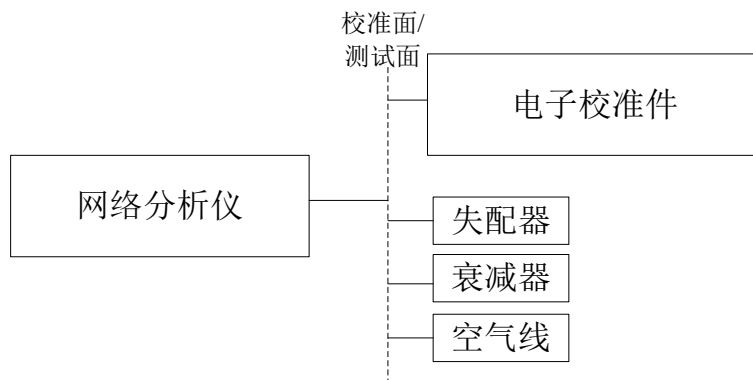 校准面/
测试面
电子校准件
网络分析仪
失配器
衰减器
空气线